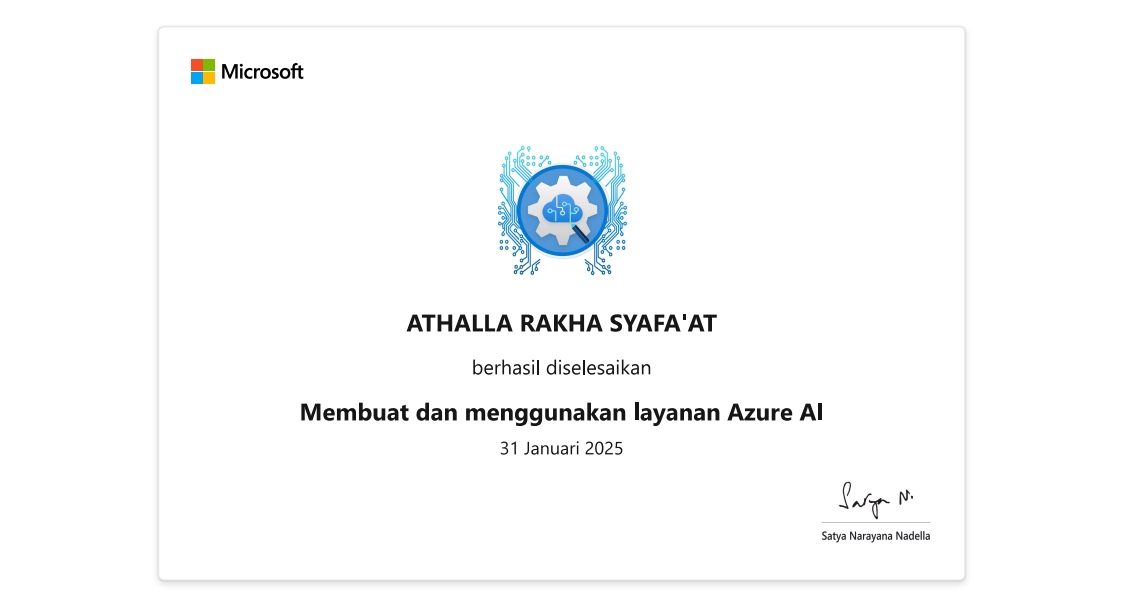 Microsoft
ATHALLA RAKHA SYAFA'AT
berhasil diselesaikan
Membuat dan menggunakan layanan Azure AI
31 Januari 2025
Satya N.
Satya Narayana Nadella